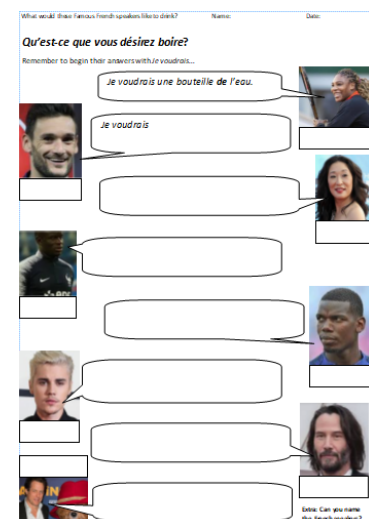 What would these famous French speakers like to drink? Name: Date:
Qu'est-ce que vous désirez boire?
Remember to begin their answers with Je voudrais...
Je voudrais une bouteille de l'eau.
Je voudrais
Extra: Can you name
the French speakers?